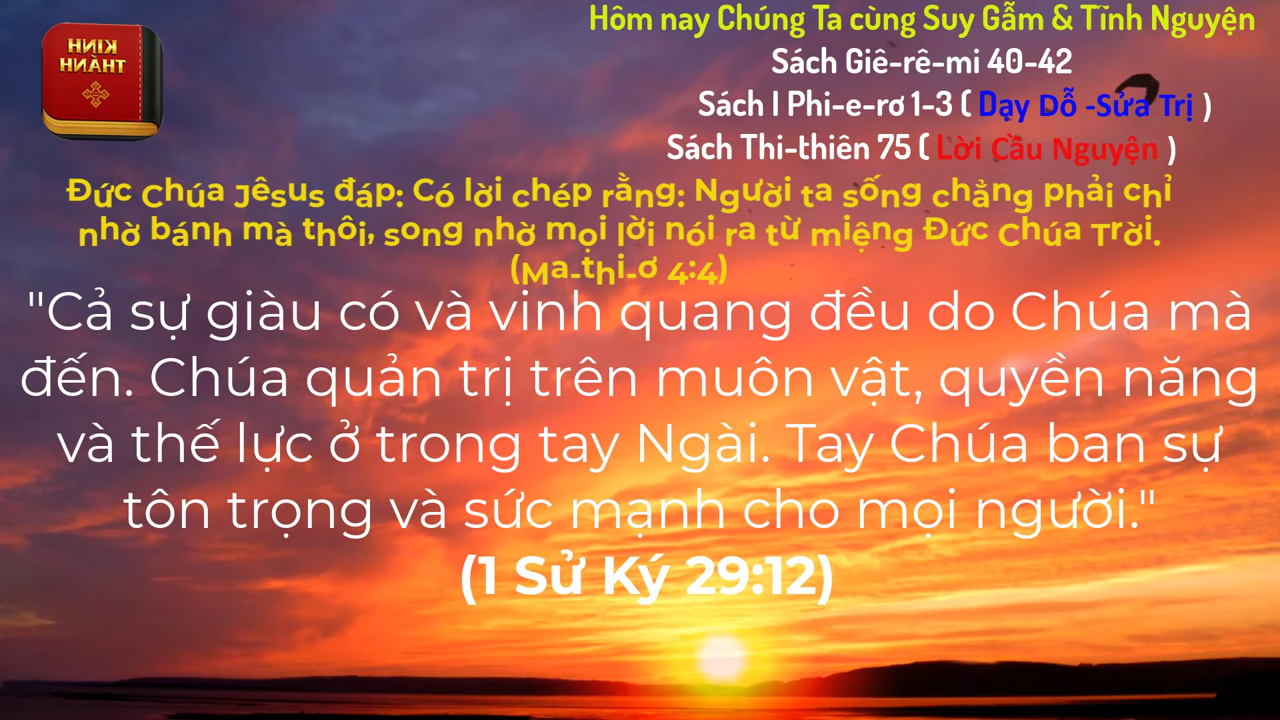 KINH
THÀNH
Hôm nay Chúng Ta cùng Suy Gẫm & Tĩnh Nguyện
Sách Giê-rê-mi 40-42
Sách I Phi-e-rơ 1-3 ( Dạy Dỗ -Sửa Trị )
Sách Thi-thiên 75 ( Lời Cầu Nguyện )
Đức Chúa Jêsus đáp: Có lời chép rằng: Người ta sống chẳng phải chỉ
nhờ bánh mà thôi, song nhờ mọi lời nói ra từ miệng Đức Chúa Trời.
(Ma-thi-ơ 4:4)
"Cả sự giàu có và vinh quang đều do Chúa mà
đến. Chúa quản trị trên muôn vật, quyền năng
và thế lực ở trong tay Ngài. Tay Chúa ban sự
tôn trọng và sức mạnh cho mọi người."
(1 Sử Ký 29:12)